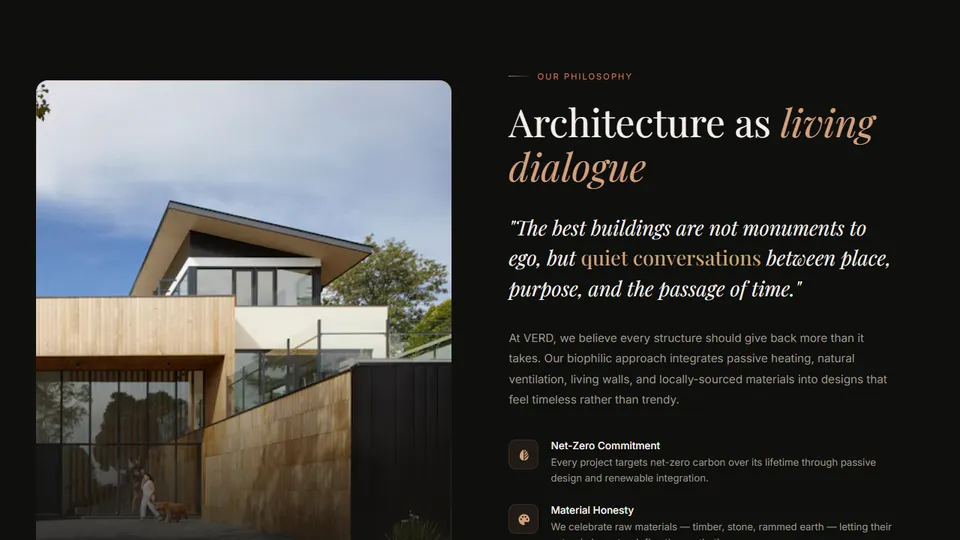 OUR PHILOSOPHY
Architecture as living
dialogue
"The best buildings are not monuments to
ego, but quiet conversations between place,
purpose, and the passage of time."
At VERD, we believe every structure should give back more than it
takes. Our biophilic approach integrates passive heating, natural
ventilation, living walls, and locally-sourced materials into designs that
feel timeless rather than trendy.
Net-Zero Commitment
Every project targets net-zero carbon over its lifetime through passive
design and renewable integration.
Material Honesty
We celebrate raw materials — timber, stone, rammed earth — letting their